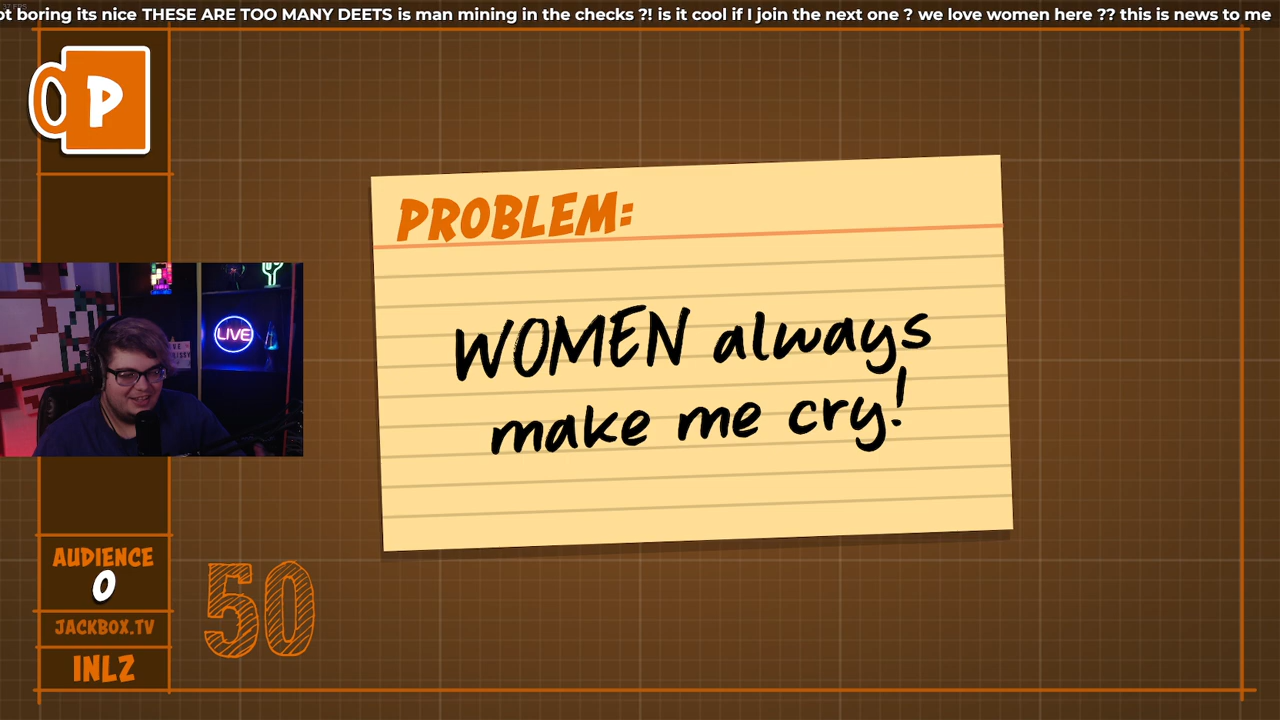 ot boring its nice THESE ARE TOO MANY DEETS is man mining in the checks ?! is it cool if I join the next one ? we love women here ?? this is news to me
P
PROBLEM:
WOMEN always
make me cry!
LIVE
AUDIENCE
0
JACKBOX.TV
INLZ
50